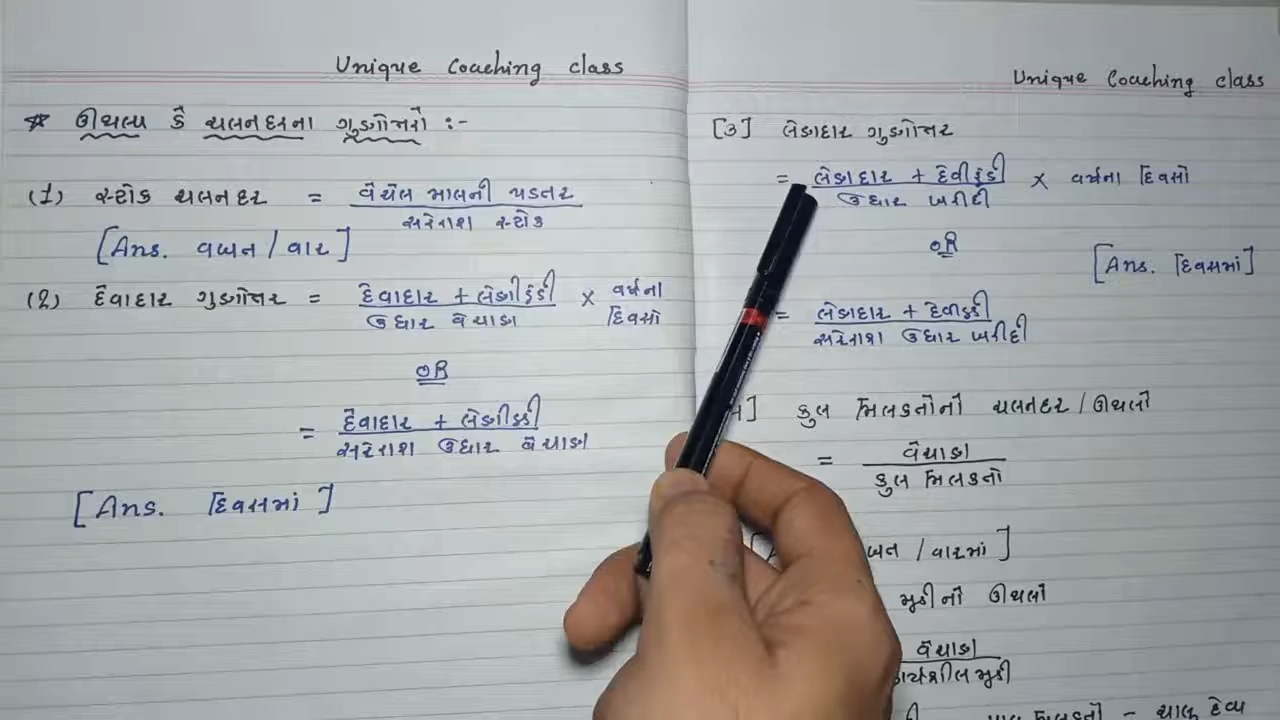 Unique Coaching class
* ઊથલા કે ચલનદરના ગુણોત્તરો :-
(1) સ્ટોક ચલનદર = વેચેલ માલની પડતર
સરેરાશ સ્ટોક
[Ans. વખત / વાર]
(2) દેવાદાર ગુણોત્તર = દેવાદાર + લેણીહૂંડી × વર્ષના
ઉધાર વેચાણ દિવસો
OR
= દેવાદાર + લેણીહૂંડી
સરેરાશ ઉધાર વેચાણ
[Ans. દિવસમાં]
Unique Coaching class
[3] લેણદાર ગુણોત્તર
= લેણદાર + દેવીહૂંડી × વર્ષના દિવસો
ઉધાર ખરીદી
OR
[Ans. દિવસમાં]
= લેણદાર + દેવીહૂંડી
સરેરાશ ઉધાર ખરીદી
] કુલ મિલકતોનો ચલનદર / ઊથલો
= વેચાણ
કુલ મિલકતો
/ વારમાં ]
મૂડીનો ઊથલો
વેચાણ
મૂડી
મિલકતો - ચાલુ દેવા